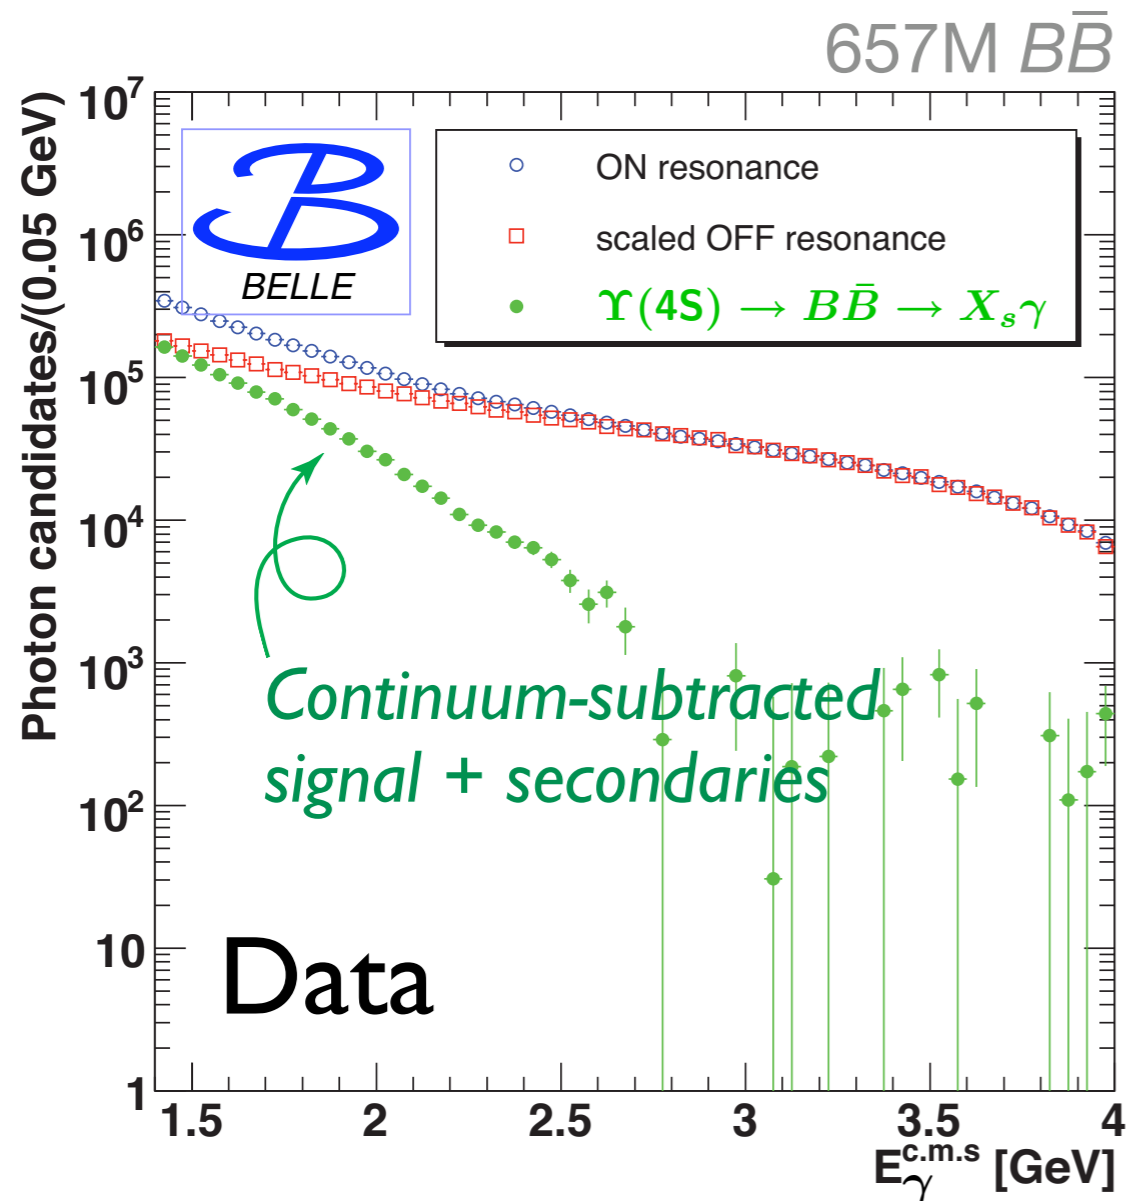 657M BB̅
Photon candidates/(0.05 GeV)
10⁷
10⁶
10⁵
10⁴
10³
10²
10
1
BELLE
ON resonance
scaled OFF resonance
ϒ(4S) → BB̄ → Xₛγ
Continuum-subtracted
signal + secondaries
Data
1.5 2 2.5 3 3.5 4
E_γ^c.m.s [GeV]